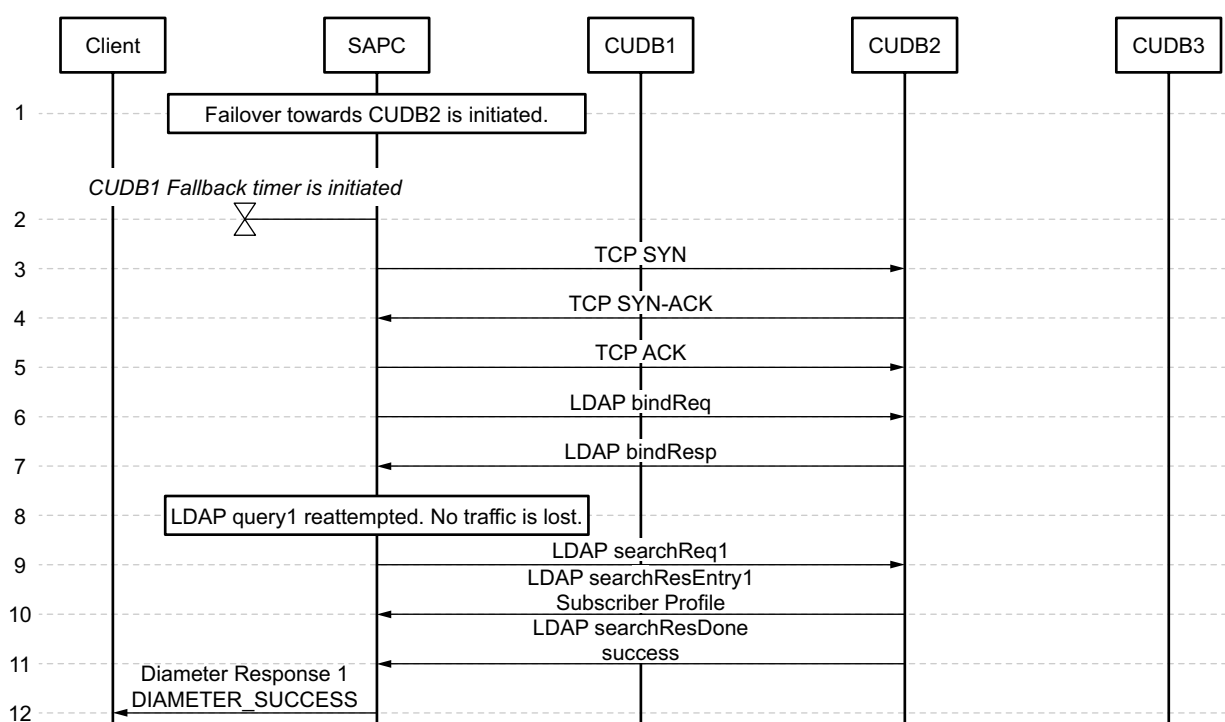 Client
SAPC
CUDB1
CUDB2
CUDB3
1
Failover towards CUDB2 is initiated.
CUDB1 Fallback timer is initiated
2
TCP SYN
3
TCP SYN-ACK
4
TCP ACK
5
LDAP bindReq
6
LDAP bindResp
7
8
LDAP query1 reattempted. No traffic is lost.
LDAP searchReq1
9
LDAP searchResEntry1
Subscriber Profile
10
LDAP searchResDone
success
11
Diameter Response 1
DIAMETER_SUCCESS
12